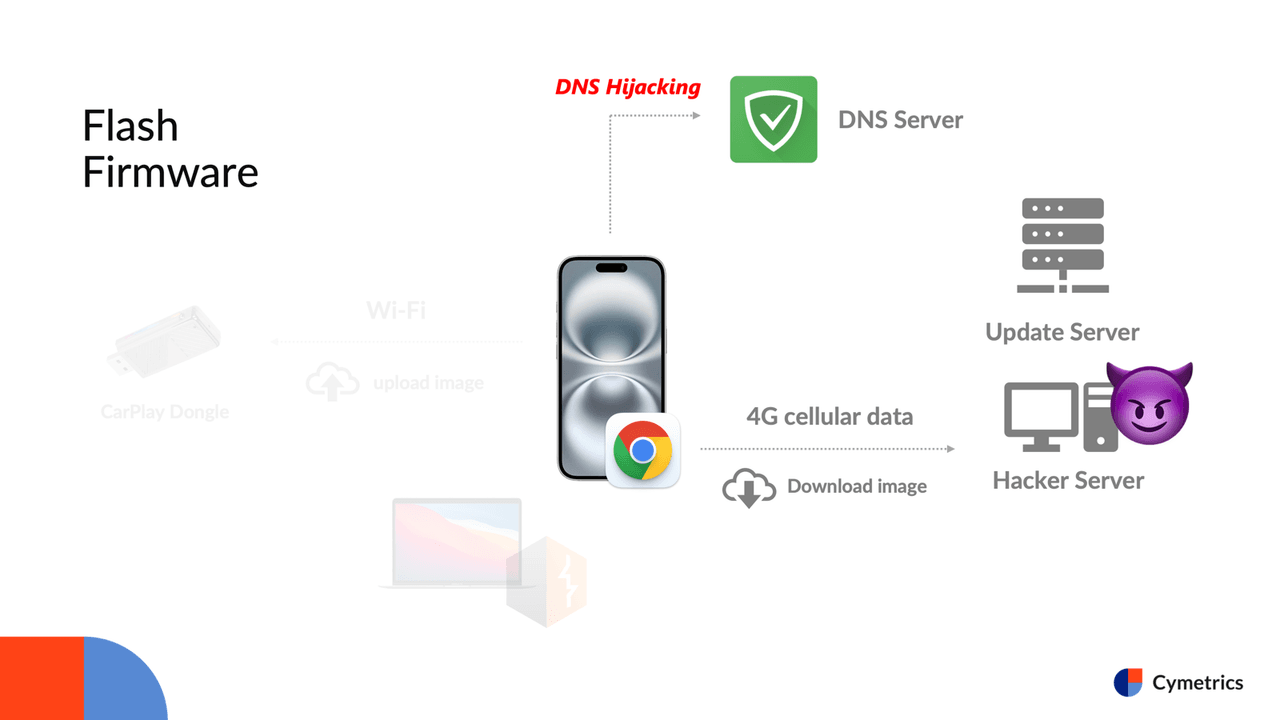 DNS Hijacking
DNS Server
Flash
Firmware
Wi-Fi
upload image
CarPlay Dongle
Update Server
4G cellular data
Download image
Hacker Server
Cymetrics